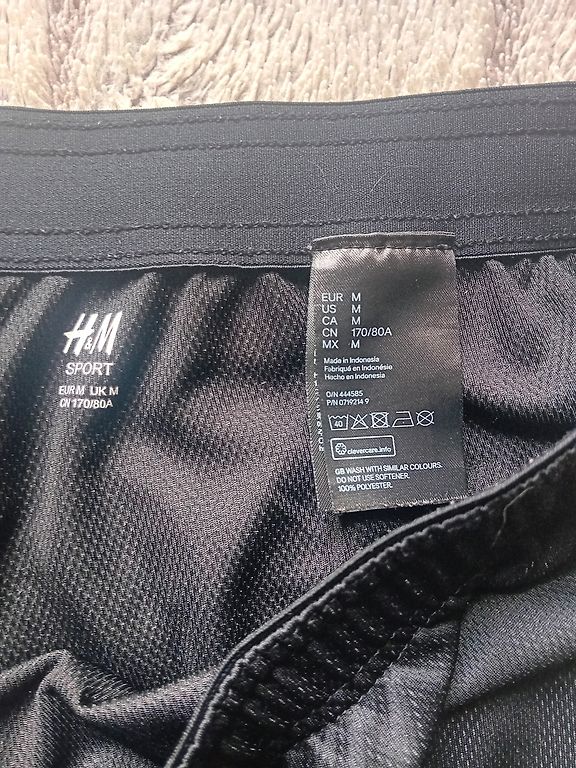 H&M
SPORT
EUR M UK M
CN 170/80A
EUR M
US M
CA M
CN 170/80A
MX M
Made in Indonesia
Fabriqué en Indonésie
Hecho en Indonesia
O/N 444585
P/N 0719214 9
40
clevercare.info
GB WASH WITH SIMILAR COLOURS.
DO NOT USE SOFTENER.
100% POLYESTER.